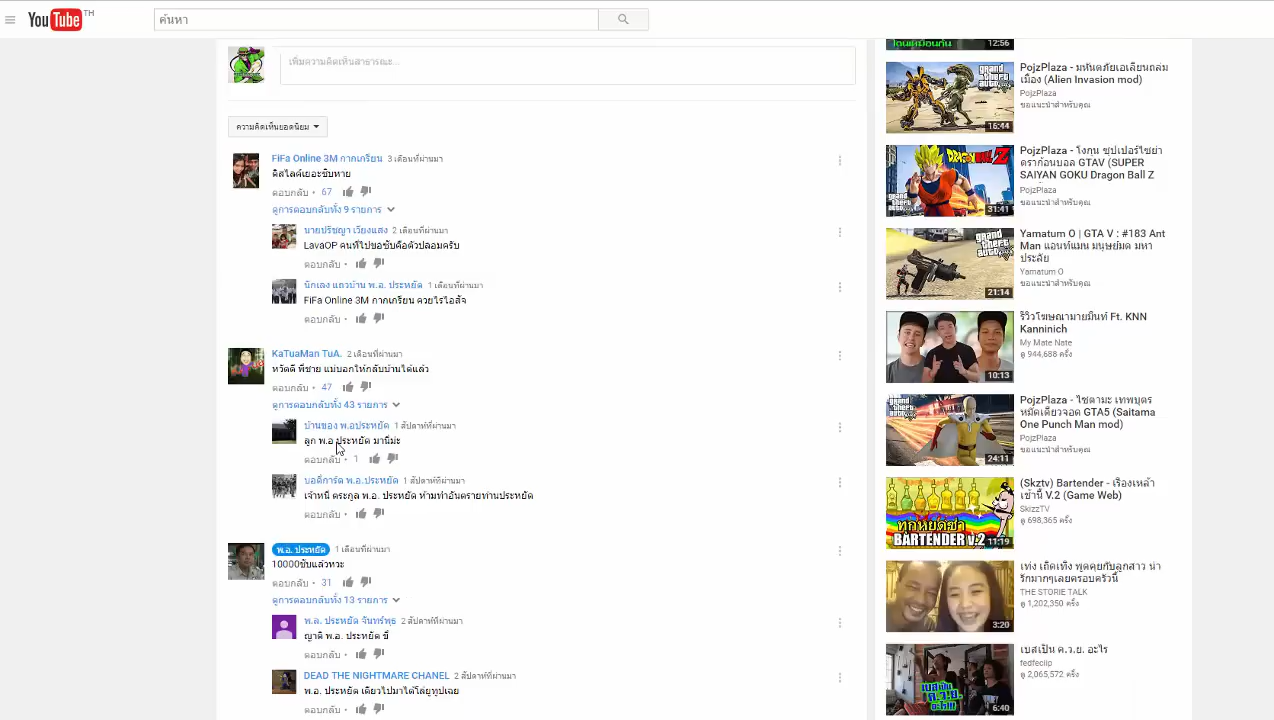 YouTube TH
ค้นหา
เพิ่มความคิดเห็นสาธารณะ...
ความคิดเห็นยอดนิยม
FiFa Online 3M กากเกรียน 3 เดือนที่ผ่านมา
ดิสไลค์เยอะซับหาย
ตอบกลับ · 67
ดูการตอบกลับทั้ง 9 รายการ
นายปรัชญา เวียงแสง 2 เดือนที่ผ่านมา
LavaOP คนที่ไปขอซับคือตัวปลอมครับ
ตอบกลับ ·
นักเลง แถวบ้าน พ.อ. ประหยัด 1 เดือนที่ผ่านมา
FiFa Online 3M กากเกรียน ควยไรไอสัจ
ตอบกลับ ·
KaTuaMan TuA. 2 เดือนที่ผ่านมา
หวัดดี พี่ชาย แม่บอกให้กลับบ้านได้แล้ว
ตอบกลับ · 47
ดูการตอบกลับทั้ง 43 รายการ
บ้านของ พ.อประหยัด 1 สัปดาห์ที่ผ่านมา
ลูก พ.อ ประหยัด มานี่มะ
ตอบกลับ · 1
บอดี้การ์ด พ.อ.ประหยัด 1 สัปดาห์ที่ผ่านมา
เจ้าหนี ตระกูล พ.อ. ประหยัด ห้ามทำอันตรายท่านประหยัด
ตอบกลับ ·
พ.อ. ประหยัด 1 เดือนที่ผ่านมา
10000ซับแล้วหวะ
ตอบกลับ · 31
ดูการตอบกลับทั้ง 13 รายการ
พ.ล. ประหยัด จันทร์พุธ 2 สัปดาห์ที่ผ่านมา
ญาติ พ.อ. ประหยัด ขี้
ตอบกลับ ·
DEAD THE NIGHTMARE CHANEL 2 สัปดาห์ที่ผ่านมา
พ.อ. ประหยัด เดียวไปมาได้โล่ยูทูปเฉย
ตอบกลับ ·
โดนเหมือนกัน
12:56
PojzPlaza - มหันตภัยเอเลี่ยนถล่ม
เมือง (Alien Invasion mod)
PojzPlaza
ขอแนะนำสำหรับคุณ
16:44
PojzPlaza - โงกุน ซุปเปอร์ไซย่า
ดราก้อนบอล GTAV (SUPER
SAIYAN GOKU Dragon Ball Z
PojzPlaza
ขอแนะนำสำหรับคุณ
DRAGONBALL Z
31:41
Yamatum O | GTA V : #183 Ant
Man แอนท์แมน มนุษย์มด มหา
ประลัย
Yamatum O
ขอแนะนำสำหรับคุณ
21:14
รีวิวโฆษณามายมิ้นท์ Ft. KNN
Kanninich
My Mate Nate
ดู 944,688 ครั้ง
10:13
PojzPlaza - ไซตามะ เทพบุตร
หมัดเดียวจอด GTA5 (Saitama
One Punch Man mod)
PojzPlaza
ขอแนะนำสำหรับคุณ
24:11
(Skztv) Bartender - เรื่องเหล้า
เช้านี้ V.2 (Game Web)
SkizzTV
ดู 698,365 ครั้ง
ทุกหยดซ่า
BARTENDER v.2
11:19
เท่ง เถิดเทิง พูดคุยกับลูกสาว น่า
รักมากๆเลยครอบครัวนี้
THE STORIE TALK
ดู 1,202,350 ครั้ง
3:20
เบสเป็น ค.ว.ย. อะไร
fedfeclip
ดู 2,065,572 ครั้ง
6:40